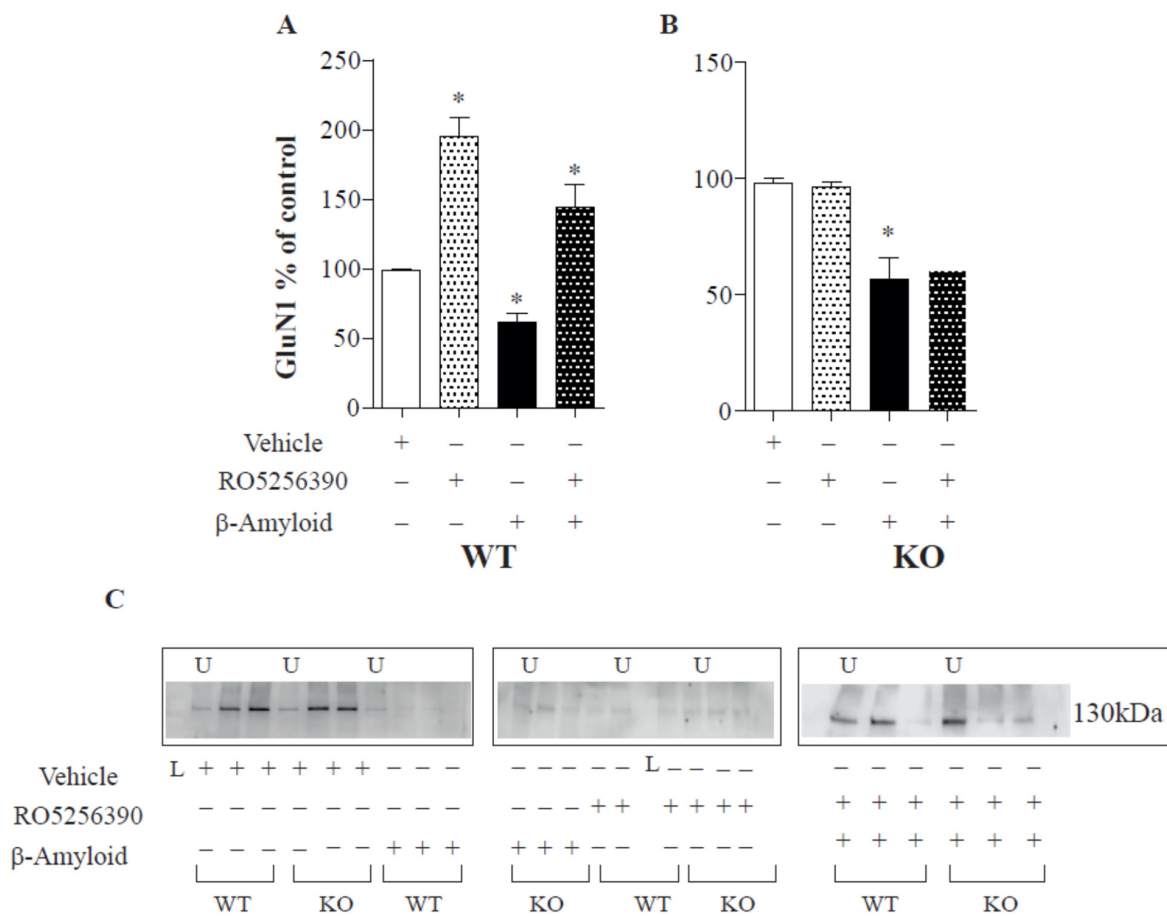 A
B
GluN1 % of control
250
200
150
100
50
0
*
*
*
*
150
100
50
0
*
Vehicle + – – – + – – –
RO5256390 – + – + – + – +
β-Amyloid – – + + – – + +
WT
KO
C
U U U U U U U U
130kDa
Vehicle L + + + + + + – – – – – – – – L – – – – – – – – – –
RO5256390 – – – – – – – – – – – – + + + + + + + + + + + +
β-Amyloid – – – – – – + + + + + + – – – – – – + + + + + +
WT KO WT KO WT KO WT KO